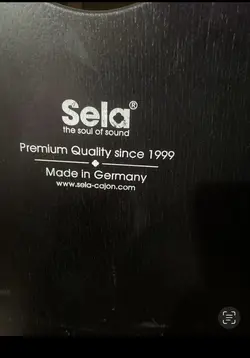 Sela®
the soul of sound
Premium Quality since 1999
Made in Germany
www.sela-cajon.com